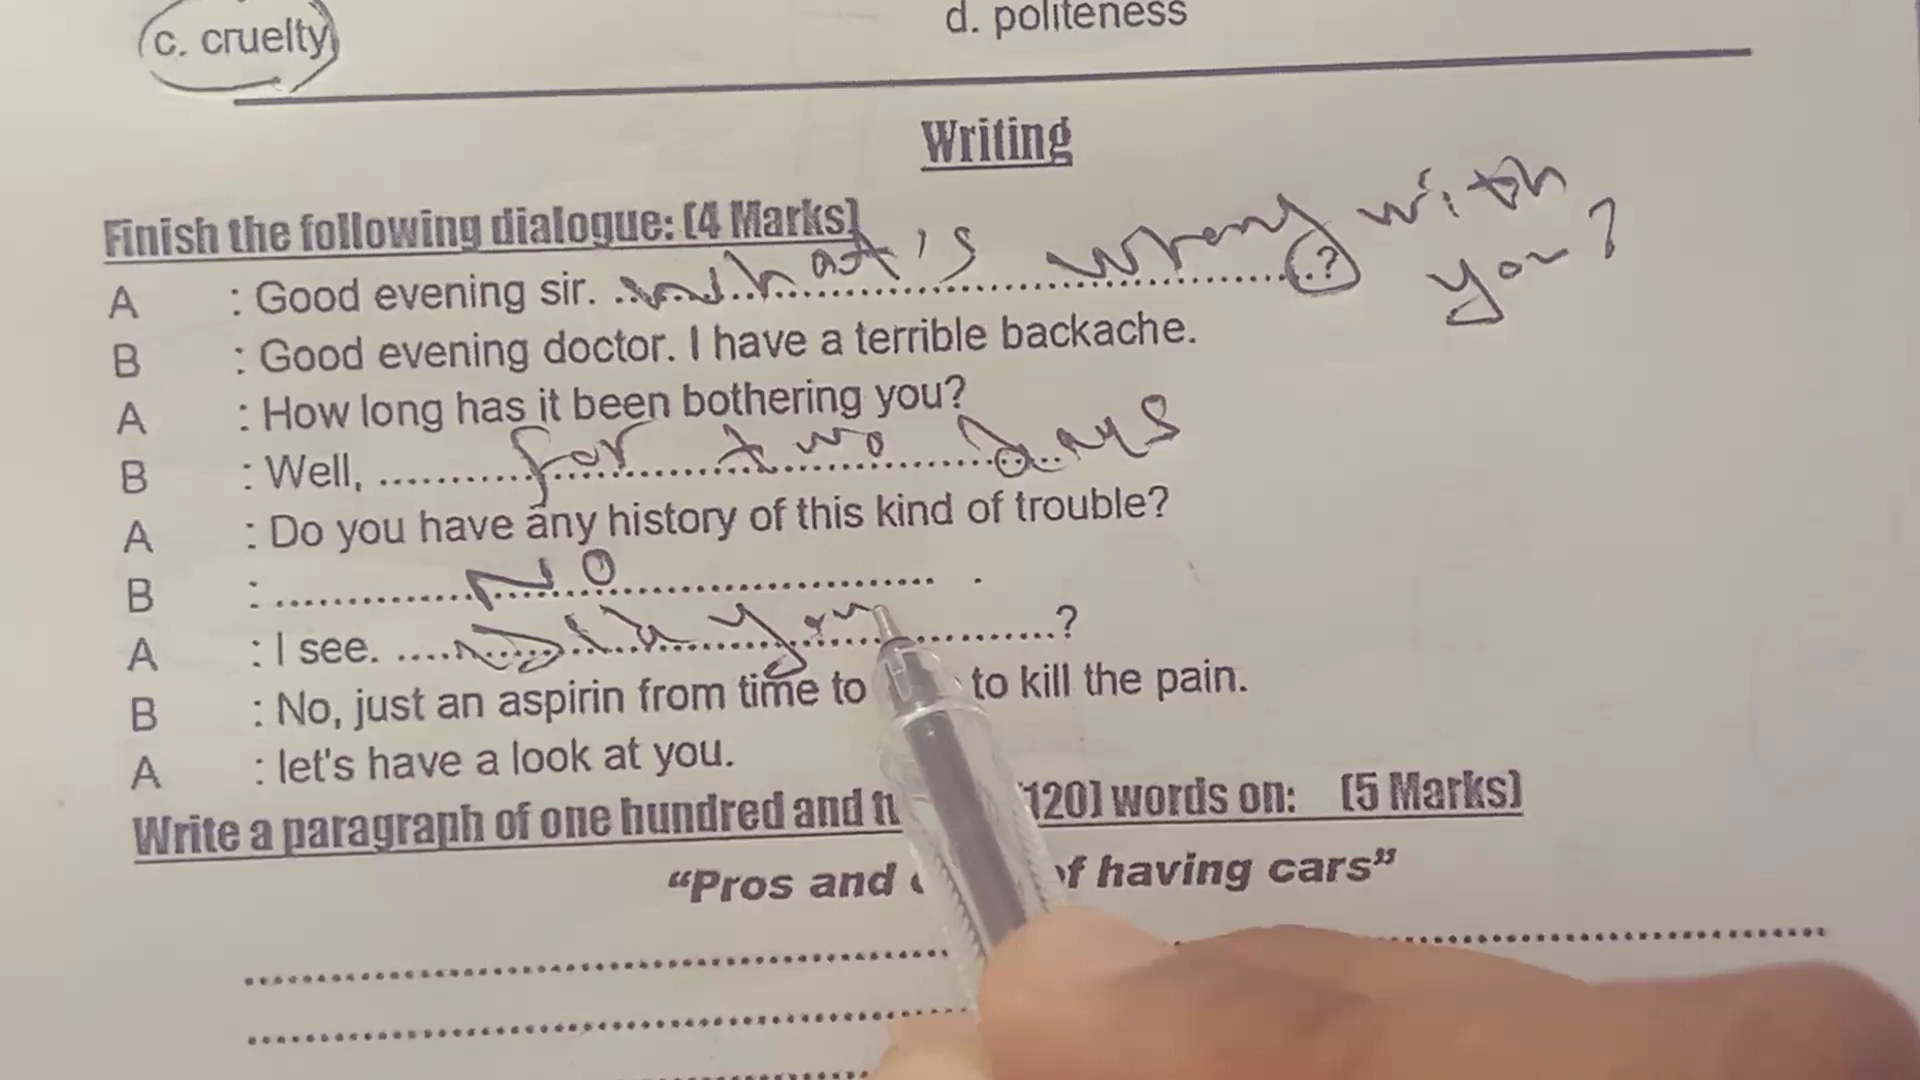 c. cruelty
d. politeness
Writing
Finish the following dialogue: [4 Marks]
A : Good evening sir. what's wrong with you? ?
B : Good evening doctor. I have a terrible backache.
A : How long has it been bothering you?
B : Well, for two days
A : Do you have any history of this kind of trouble?
B : No .
A : I see. Did you ?
B : No, just an aspirin from time to to kill the pain.
A : let's have a look at you.
Write a paragraph of one hundred and 120] words on: [5 Marks]
“Pros and of having cars”